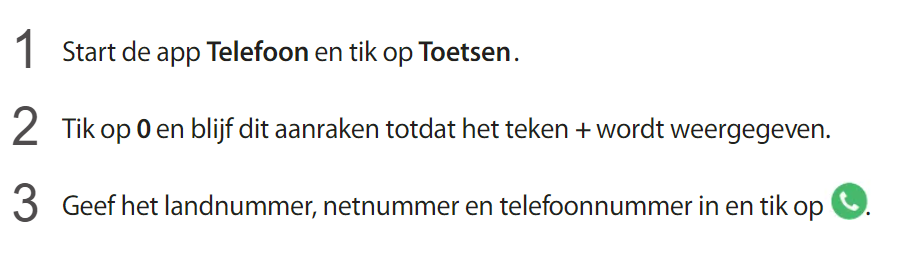 1 Start de app Telefoon en tik op Toetsen.
2 Tik op 0 en blijf dit aanraken totdat het teken + wordt weergegeven.
3 Geef het landnummer, netnummer en telefoonnummer in en tik op .